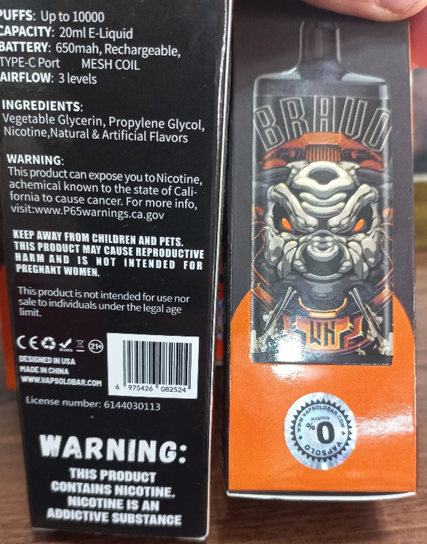 PUFFS: Up to 10000
CAPACITY: 20ml E-Liquid
BATTERY: 650mah, Rechargeable,
TYPE-C Port MESH COIL
AIRFLOW: 3 levels
INGREDIENTS:
Vegetable Glycerin, Propylene Glycol,
Nicotine,Natural & Artificial Flavors
WARNING:
This product can expose you to Nicotine,
achemical known to the state of Cali-
fornia to cause cancer. For more info,
visit:www.P65warnings.ca.gov
KEEP AWAY FROM CHILDREN AND PETS.
THIS PRODUCT MAY CAUSE REPRODUCTIVE
HARM AND IS NOT INTENDED FOR
PREGNANT WOMEN.
This product is not intended for use nor
sale to individuals under the legal age
limit.
CE 21+
DESIGNED IN USA
MADE IN CHINA
WWW.VAPSOLOBAR.COM
6 975426 082524
License number: 6144030113
WARNING:
THIS PRODUCT
CONTAINS NICOTINE.
NICOTINE IS AN
ADDICTIVE SUBSTANCE
BRAVO
WWW.VAPSOLOBAR.COM
%0
VAPSOLO